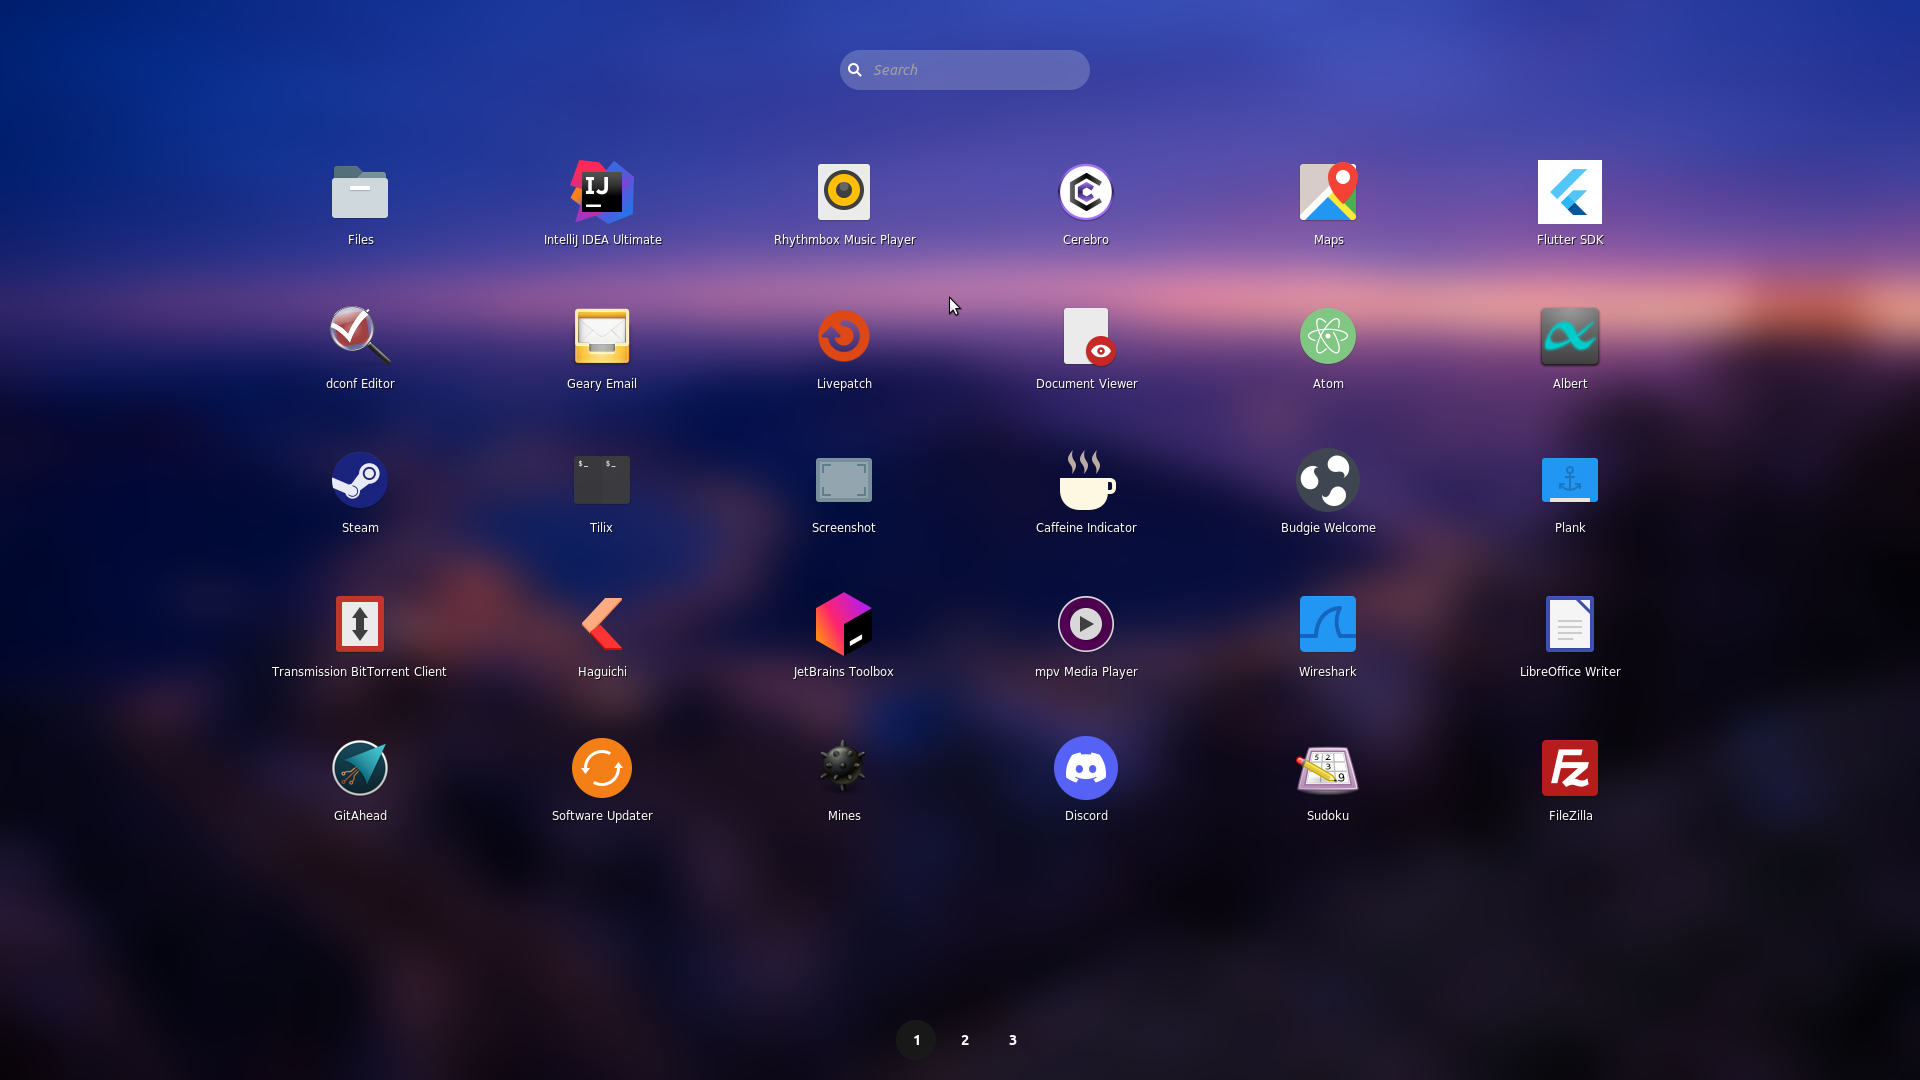 Search
Files
IntelliJ IDEA Ultimate
Rhythmbox Music Player
Cerebro
Maps
Flutter SDK
dconf Editor
Geary Email
Livepatch
Document Viewer
Atom
Albert
Steam
Tilix
Screenshot
Caffeine Indicator
Budgie Welcome
Plank
Transmission BitTorrent Client
Haguichi
JetBrains Toolbox
mpv Media Player
Wireshark
LibreOffice Writer
GitAhead
Software Updater
Mines
Discord
Sudoku
FileZilla
1 2 3